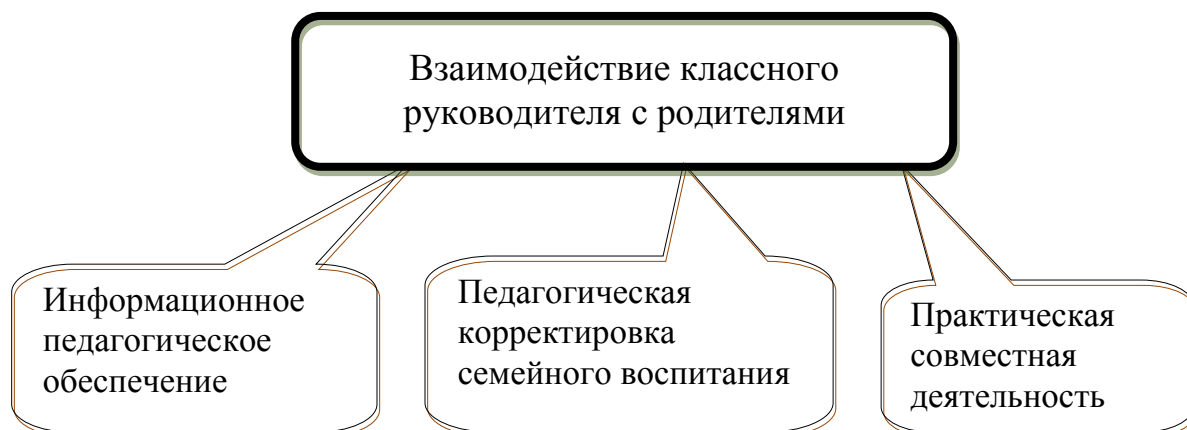 Взаимодействие классного
руководителя с родителями
Информационное
педагогическое
обеспечение
Педагогическая
корректировка
семейного воспитания
Практическая
совместная
деятельность